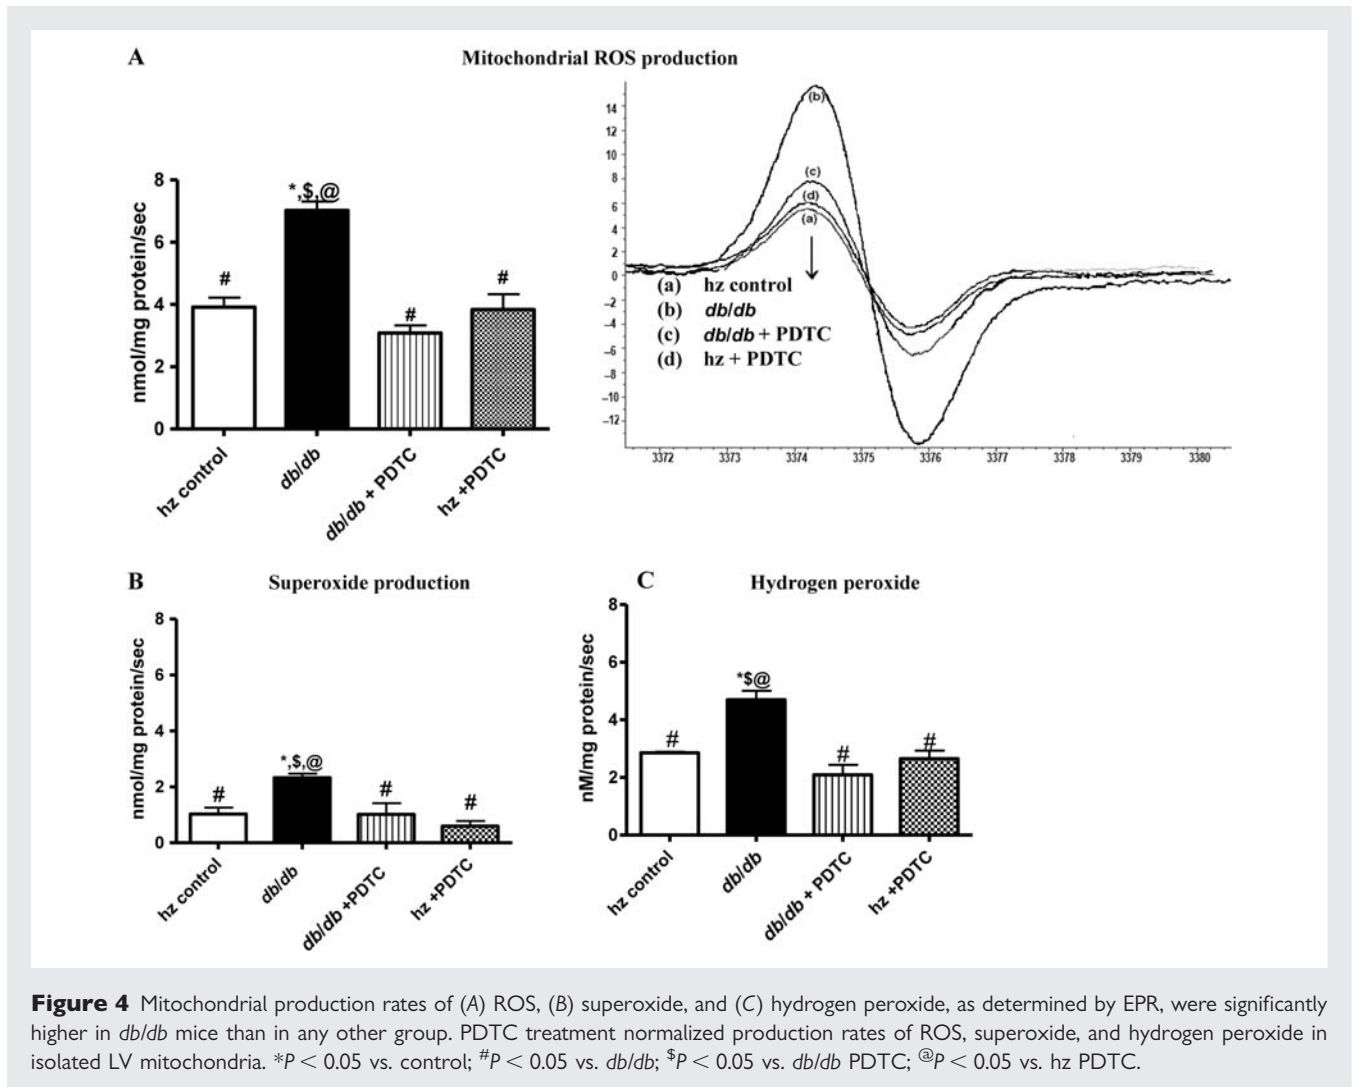 A
Mitochondrial ROS production
nmol/mg protein/sec
8
6
4
2
0
#
*,$,@
#
#
hz control
db/db
db/db + PDTC
hz +PDTC
14
12
10
8
6
4
2
0
−2
−4
−6
−8
−10
−12
(b)
(c)
(d)
(a)
(a) hz control
(b) db/db
(c) db/db + PDTC
(d) hz + PDTC
3372 3373 3374 3375 3376 3377 3378 3379 3380
B
Superoxide production
nmol/mg protein/sec
8
6
4
2
0
#
*,$,@
#
#
hz control
db/db
db/db +PDTC
hz +PDTC
C
Hydrogen peroxide
nM/mg protein/sec
8
6
4
2
0
#
*$@
#
#
hz control
db/db
db/db + PDTC
hz +PDTC
Figure 4 Mitochondrial production rates of (A) ROS, (B) superoxide, and (C) hydrogen peroxide, as determined by EPR, were significantly
higher in db/db mice than in any other group. PDTC treatment normalized production rates of ROS, superoxide, and hydrogen peroxide in
isolated LV mitochondria. *P < 0.05 vs. control; #P < 0.05 vs. db/db; $P < 0.05 vs. db/db PDTC; @P < 0.05 vs. hz PDTC.